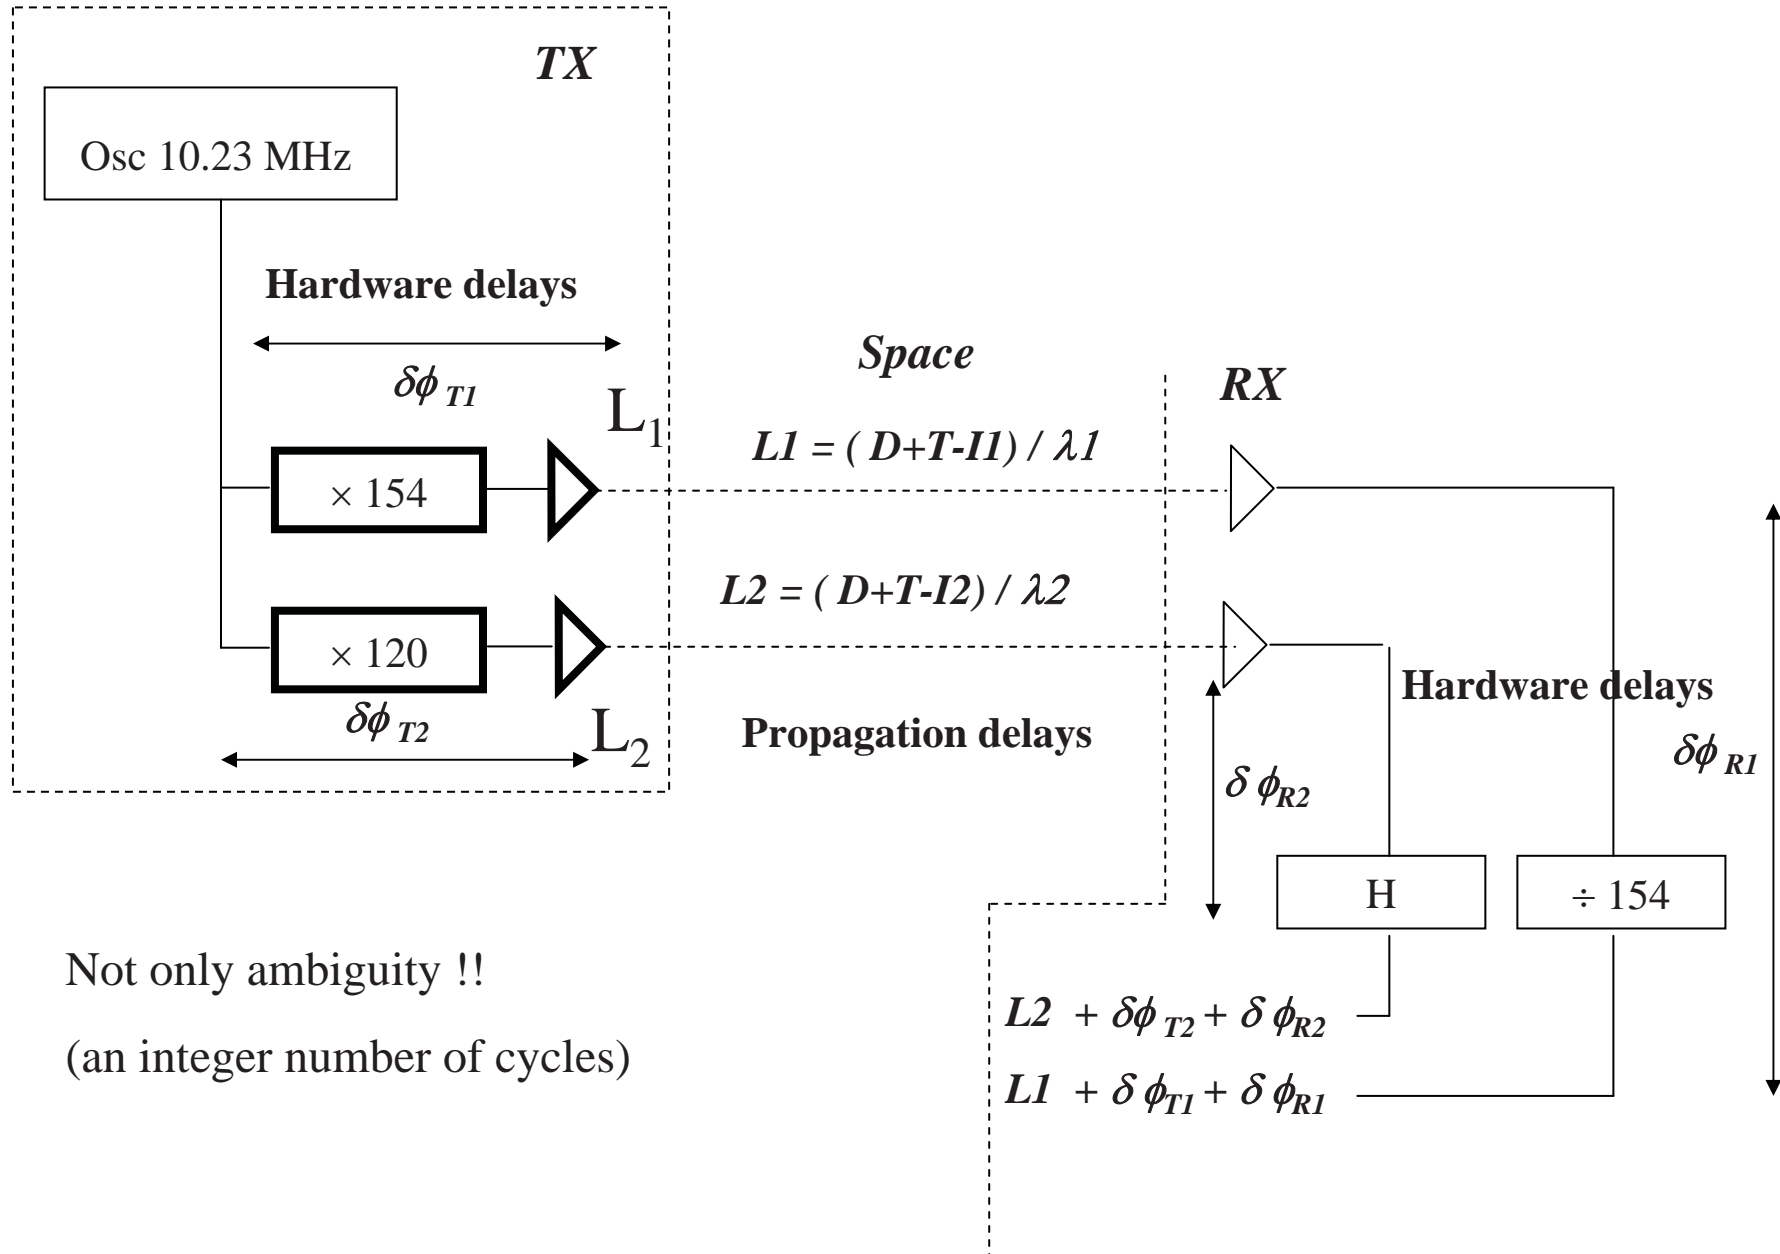 TX
Osc 10.23 MHz
Hardware delays
δϕ T1
L1
× 154
× 120
δϕ T2
L2
Space
L1 = ( D+T-I1) / λ1
L2 = ( D+T-I2) / λ2
Propagation delays
RX
Hardware delays
δϕ R1
δ ϕR2
H
÷ 154
L2 + δϕ T2 + δ ϕR2
L1 + δ ϕT1 + δ ϕR1
Not only ambiguity !!
(an integer number of cycles)